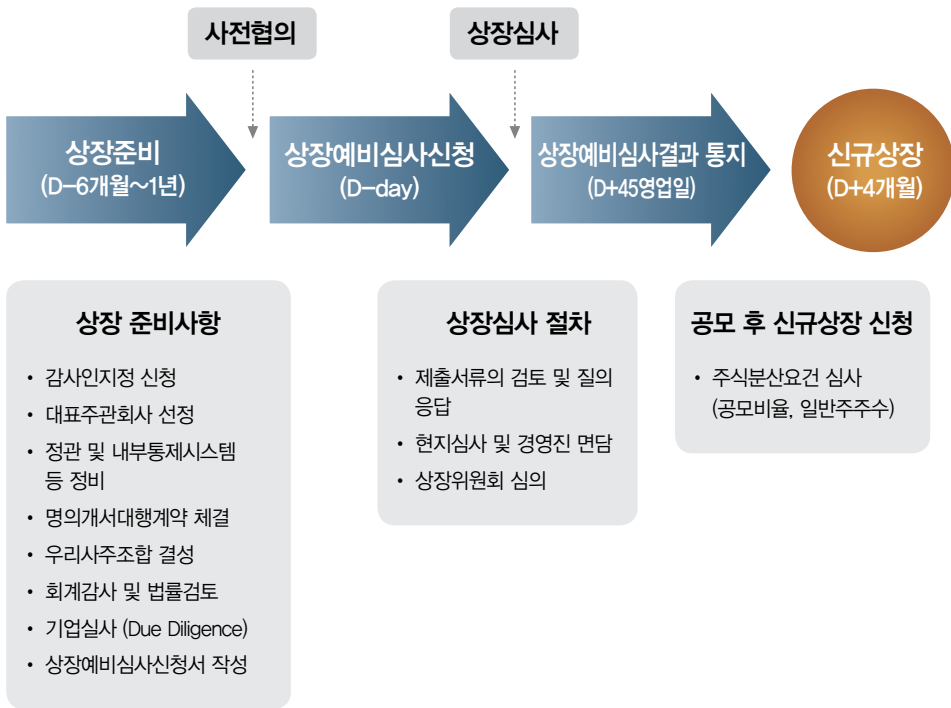 사전협의
상장심사
상장준비
(D-6개월~1년)
상장예비심사신청
(D-day)
상장예비심사결과 통지
(D+45영업일)
신규상장
(D+4개월)
상장 준비사항
• 감사인지정 신청
• 대표주관회사 선정
• 정관 및 내부통제시스템
등 정비
• 명의개서대행계약 체결
• 우리사주조합 결성
• 회계감사 및 법률검토
• 기업실사 (Due Diligence)
• 상장예비심사신청서 작성
상장심사 절차
• 제출서류의 검토 및 질의
응답
• 현지심사 및 경영진 면담
• 상장위원회 심의
공모 후 신규상장 신청
• 주식분산요건 심사
(공모비율, 일반주주수)